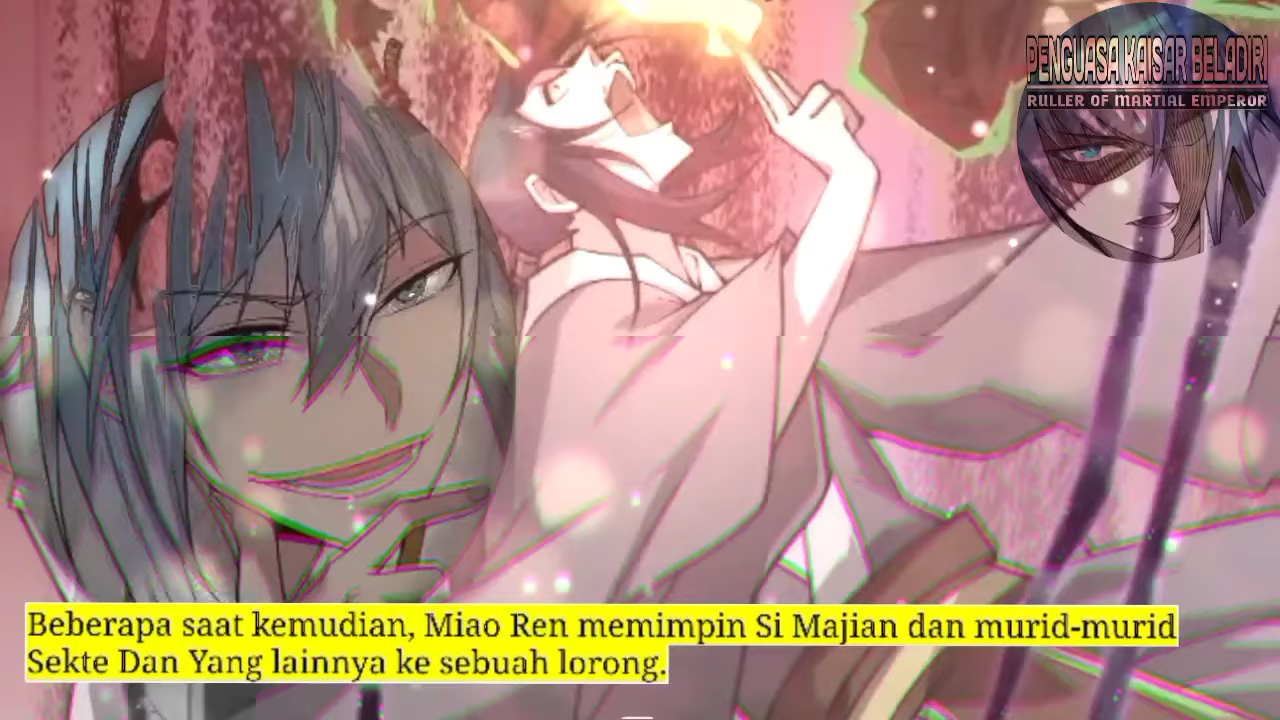 PENGUASA KAISAR BELADIRI
RULLER OF MARTIAL EMPEROR
Beberapa saat kemudian, Miao Ren memimpin Si Majian dan murid-murid
Sekte Dan Yang lainnya ke sebuah lorong.